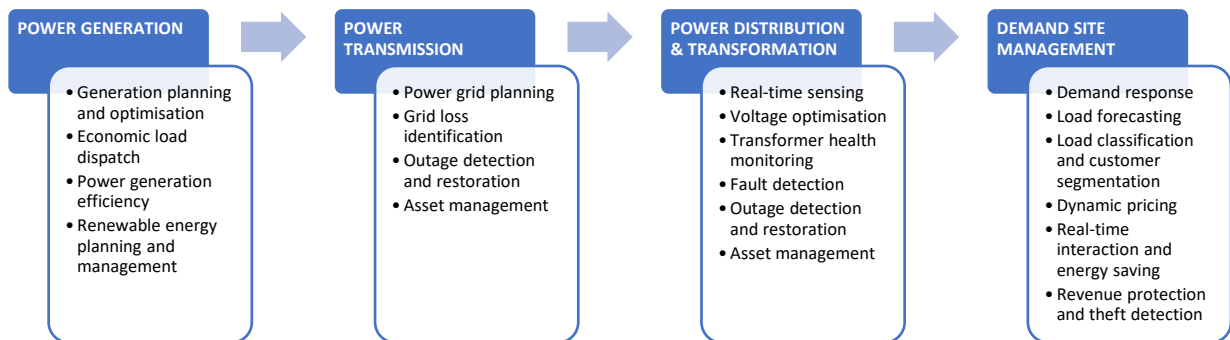 POWER GENERATION
• Generation planning
and optimisation
• Economic load
dispatch
• Power generation
efficiency
• Renewable energy
planning and
management
POWER
TRANSMISSION
• Power grid planning
• Grid loss
identification
• Outage detection
and restoration
• Asset management
POWER DISTRIBUTION
& TRANSFORMATION
• Real-time sensing
• Voltage optimisation
• Transformer health
monitoring
• Fault detection
• Outage detection
and restoration
• Asset management
DEMAND SITE
MANAGEMENT
• Demand response
• Load forecasting
• Load classification
and customer
segmentation
• Dynamic pricing
• Real-time
interaction and
energy saving
• Revenue protection
and theft detection